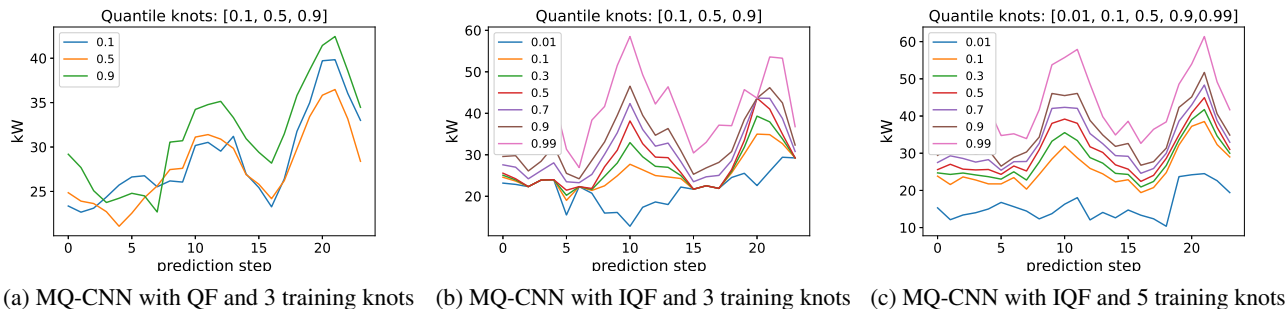 Quantile knots: [0.1, 0.5, 0.9]
0.1
0.5
0.9
kW
40
35
30
25
0 5 10 15 20
prediction step
(a) MQ-CNN with QF and 3 training knots
Quantile knots: [0.1, 0.5, 0.9]
0.01
0.1
0.3
0.5
0.7
0.9
0.99
kW
60
50
40
30
20
0 5 10 15 20
prediction step
(b) MQ-CNN with IQF and 3 training knots
Quantile knots: [0.01, 0.1, 0.5, 0.9,0.99]
0.01
0.1
0.3
0.5
0.7
0.9
0.99
kW
60
50
40
30
20
10
0 5 10 15 20
prediction step
(c) MQ-CNN with IQF and 5 training knots